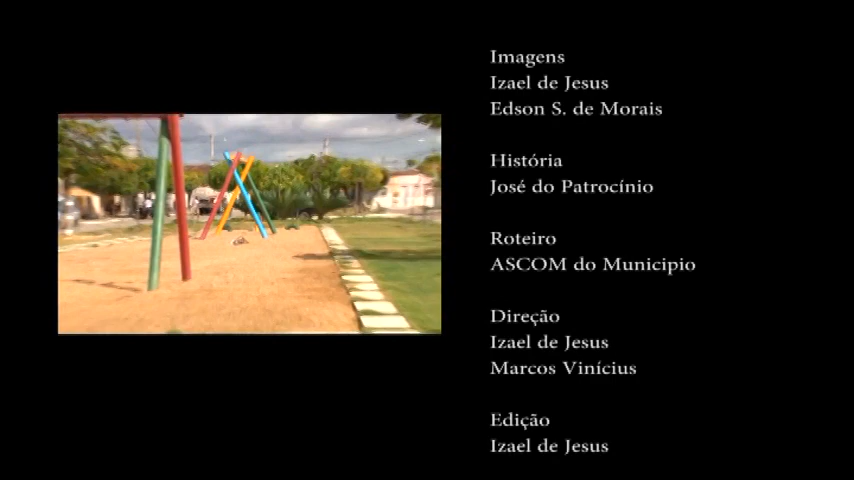 Imagens
Izael de Jesus
Edson S. de Morais
História
José do Patrocínio
Roteiro
ASCOM do Municipio
Direção
Izael de Jesus
Marcos Vinícius
Edição
Izael de Jesus